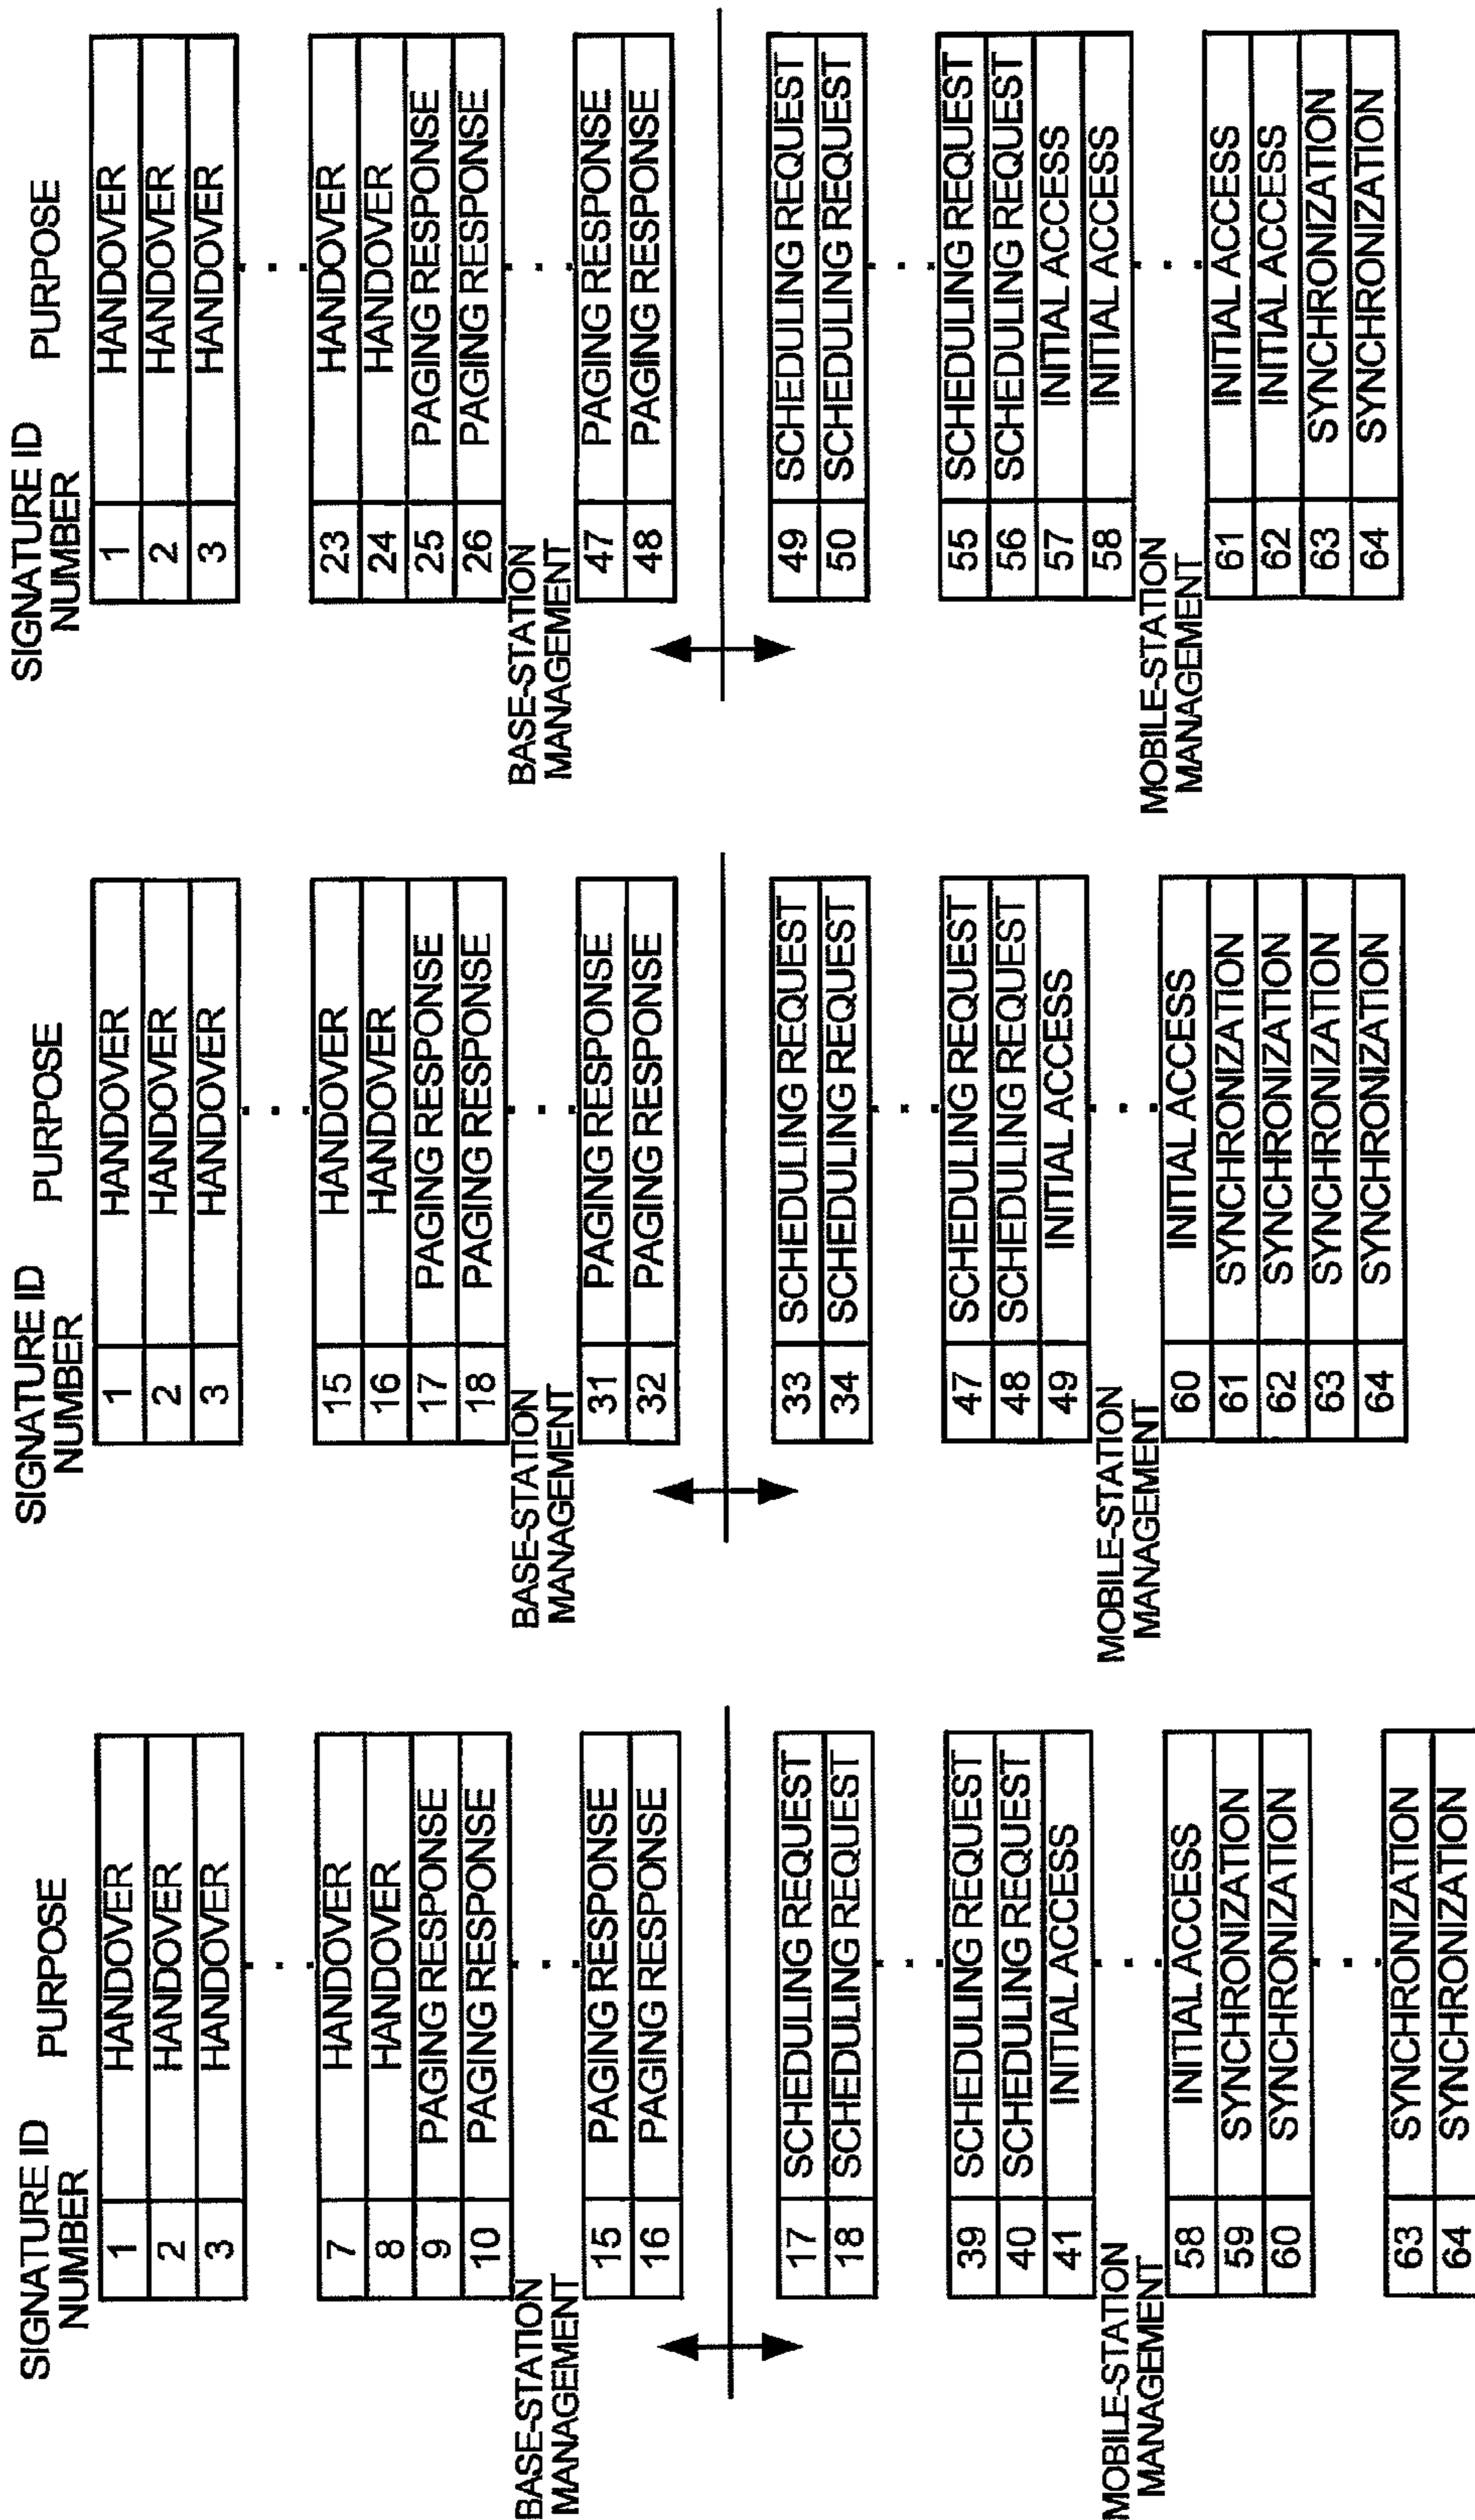 SIGNATURE ID
NUMBER
PURPOSE
1 HANDOVER
2 HANDOVER
3 HANDOVER
7 HANDOVER
8 HANDOVER
9 PAGING RESPONSE
10 PAGING RESPONSE
BASE-STATION
MANAGEMENT
15 PAGING RESPONSE
16 PAGING RESPONSE
17 SCHEDULING REQUEST
18 SCHEDULING REQUEST
39 SCHEDULING REQUEST
40 SCHEDULING REQUEST
41 INITIAL ACCESS
MOBILE-STATION
MANAGEMENT
58 INITIAL ACCESS
59 SYNCHRONIZATION
60 SYNCHRONIZATION
63 SYNCHRONIZATION
64 SYNCHRONIZATION
SIGNATURE ID
NUMBER
PURPOSE
1 HANDOVER
2 HANDOVER
3 HANDOVER
15 HANDOVER
16 HANDOVER
17 PAGING RESPONSE
18 PAGING RESPONSE
BASE-STATION
MANAGEMENT
31 PAGING RESPONSE
32 PAGING RESPONSE
33 SCHEDULING REQUEST
34 SCHEDULING REQUEST
47 SCHEDULING REQUEST
48 SCHEDULING REQUEST
49 INITIAL ACCESS
MOBILE-STATION
MANAGEMENT
60 INITIAL ACCESS
61 SYNCHRONIZATION
62 SYNCHRONIZATION
63 SYNCHRONIZATION
64 SYNCHRONIZATION
SIGNATURE ID
NUMBER
PURPOSE
1 HANDOVER
2 HANDOVER
3 HANDOVER
23 HANDOVER
24 HANDOVER
25 PAGING RESPONSE
26 PAGING RESPONSE
BASE-STATION
MANAGEMENT
47 PAGING RESPONSE
48 PAGING RESPONSE
49 SCHEDULING REQUEST
50 SCHEDULING REQUEST
55 SCHEDULING REQUEST
56 SCHEDULING REQUEST
57 INITIAL ACCESS
58 INITIAL ACCESS
MOBILE-STATION
MANAGEMENT
61 INITIAL ACCESS
62 INITIAL ACCESS
63 SYNCHRONIZATION
64 SYNCHRONIZATION